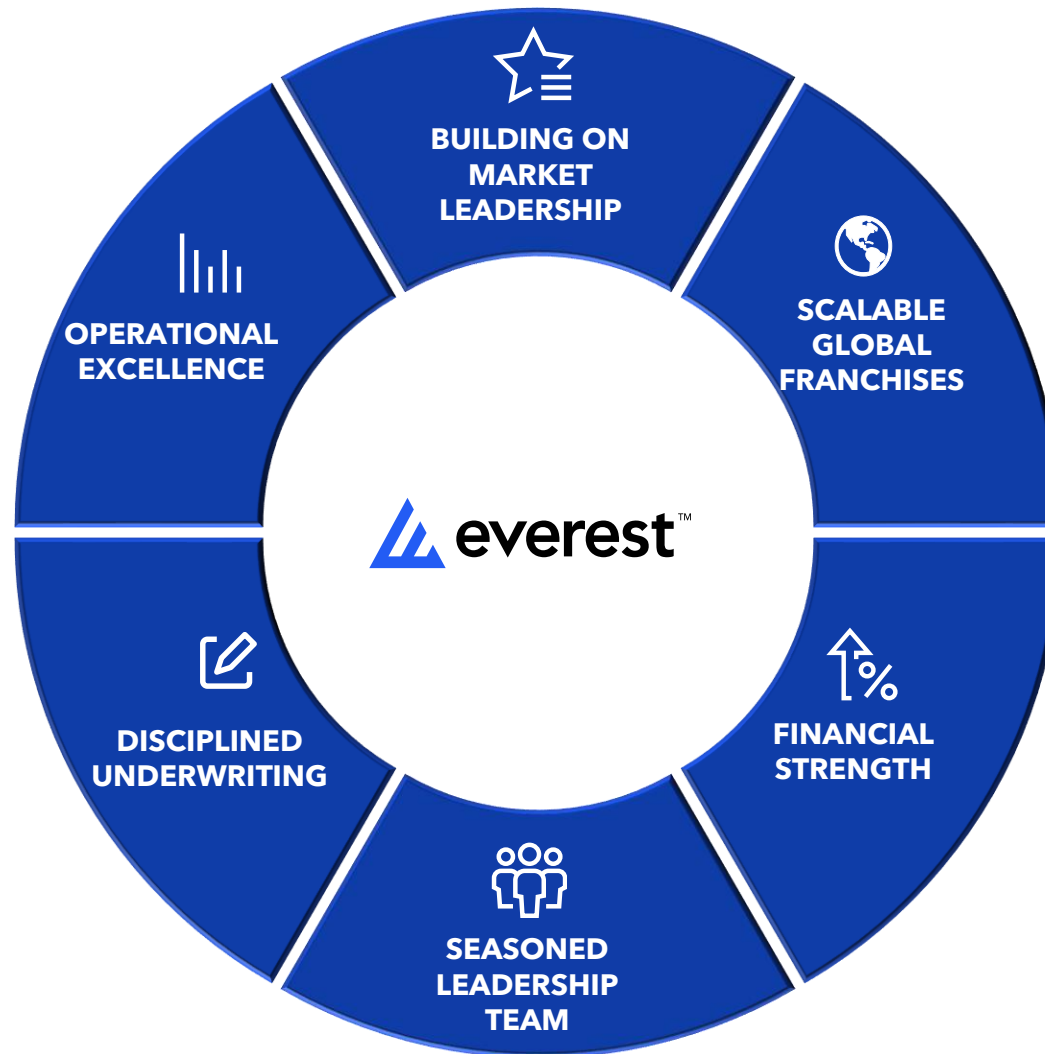 BUILDING ON
MARKET
LEADERSHIP
SCALABLE
GLOBAL
FRANCHISES
OPERATIONAL
EXCELLENCE
everest™
DISCIPLINED
UNDERWRITING
FINANCIAL
STRENGTH
%
SEASONED
LEADERSHIP
TEAM